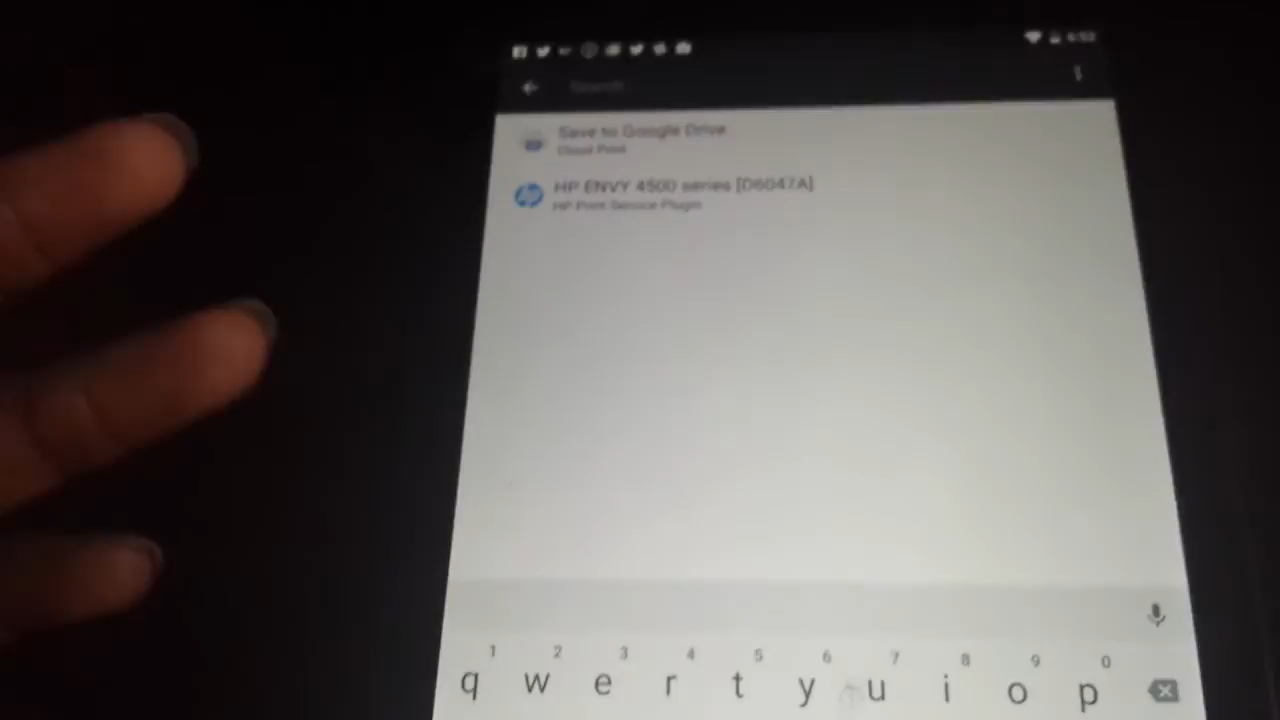 Search
Save to Google Drive
Cloud Print
HP ENVY 4500 series [D6047A]
HP Print Service Plugin
1 2 3 4 5 6 7 8 9 0
q w e r t y u i o p